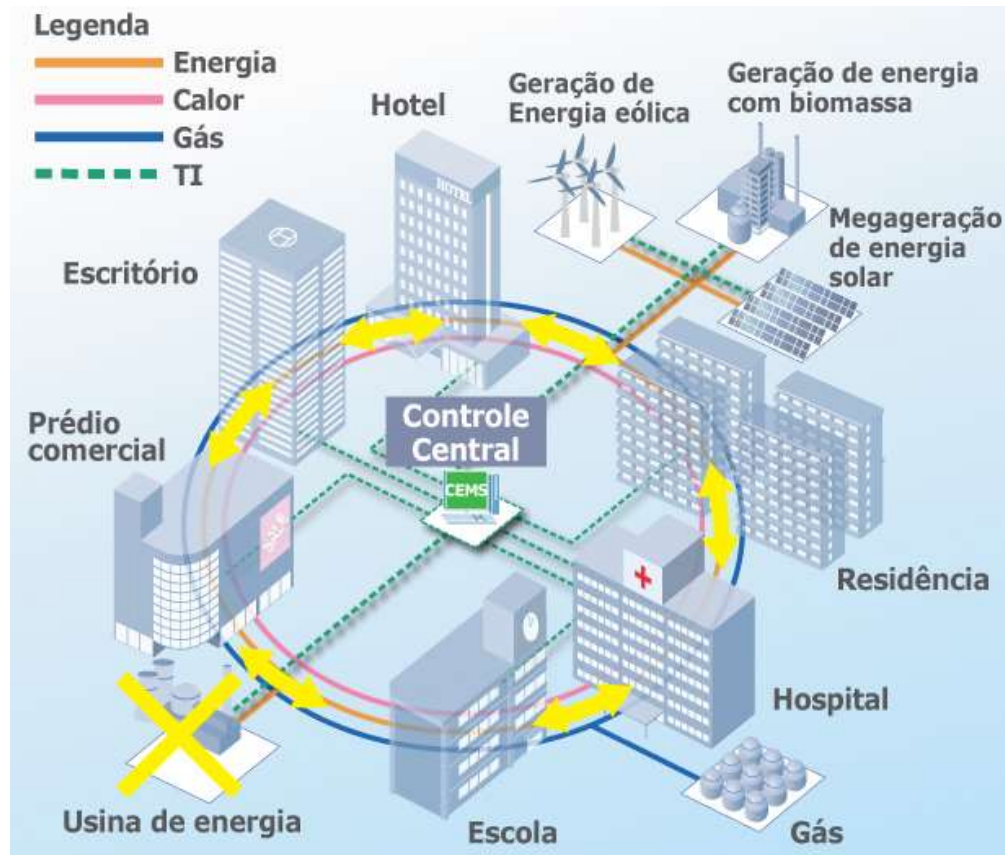 Legenda
Energia
Calor
Gás
TI
Hotel
Geração de
Energia eólica
Geração de energia
com biomassa
Megageração
de energia
solar
Escritório
HOTEL
Prédio
comercial
Controle
Central
CEMS
Sale
Residência
Hospital
Usina de energia
Escola
Gás